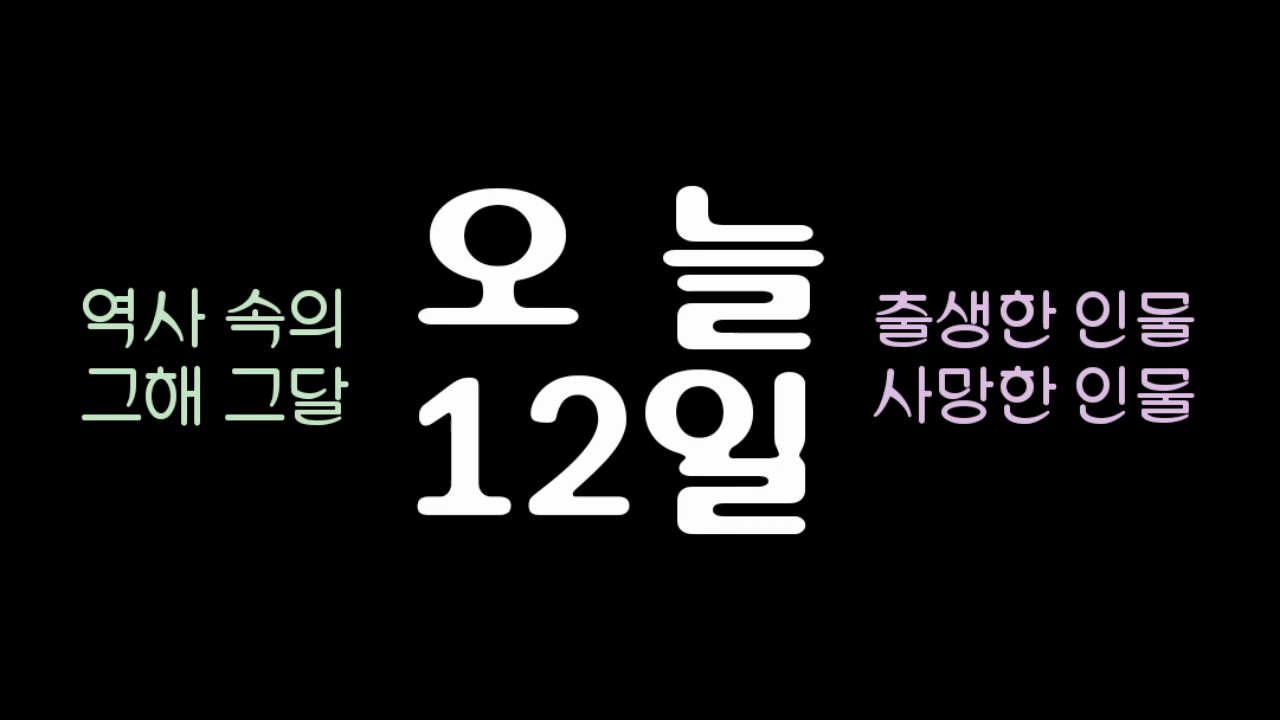 역사 속의
그해 그달
오 늘
12일
출생한 인물
사망한 인물